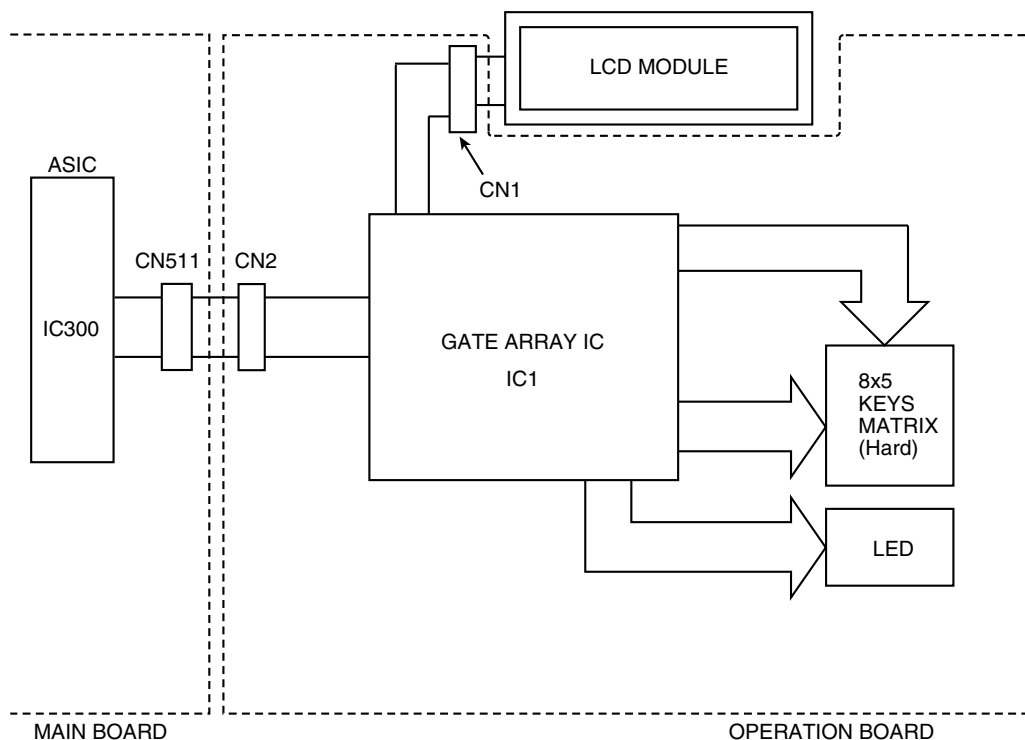 LCD MODULE
CN1
ASIC
IC300
CN511
CN2
GATE ARRAY IC
IC1
8x5
KEYS
MATRIX
(Hard)
LED
MAIN BOARD
OPERATION BOARD